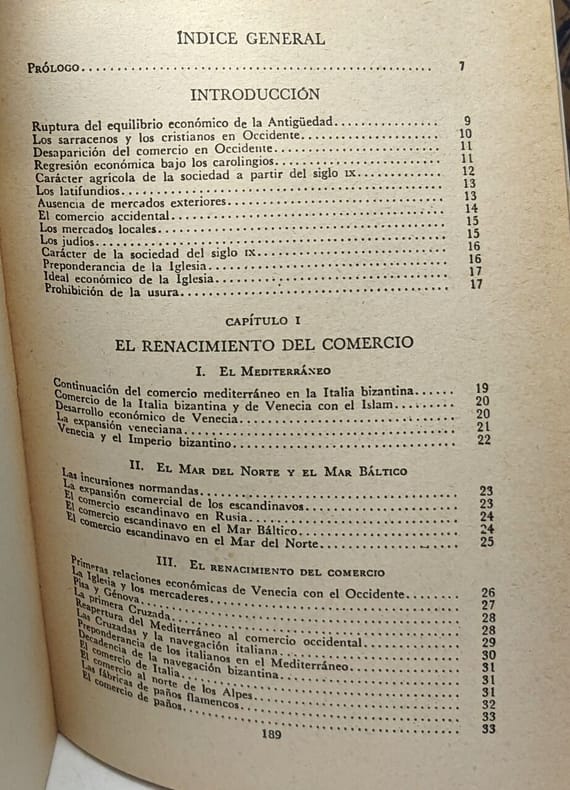 ÍNDICE GENERAL
PRÓLOGO........................................ 7
INTRODUCCIÓN
Ruptura del equilibrio económico de la Antigüedad............. 9
Los sarracenos y los cristianos en Occidente................. 10
Desaparición del comercio en Occidente.................... 11
Regresión económica bajo los carolingios................... 11
Carácter agrícola de la sociedad a partir del siglo IX........... 12
Los latifundios..................................... 13
Ausencia de mercados exteriores........................ 13
El comercio accidental............................... 14
Los mercados locales................................ 15
Los judíos........................................ 15
Carácter de la sociedad del siglo IX...................... 16
Preponderancia de la Iglesia........................... 16
Ideal económico de la Iglesia.......................... 17
Prohibición de la usura............................... 17
CAPÍTULO I
EL RENACIMIENTO DEL COMERCIO
I. EL MEDITERRÁNEO
Continuación del comercio mediterráneo en la Italia bizantina...... 19
Comercio de la Italia bizantina y de Venecia con el Islam......... 20
Desarrollo económico de Venecia........................ 20
La expansión veneciana............................... 21
Venecia y el Imperio bizantino......................... 22
II. EL MAR DEL NORTE Y EL MAR BÁLTICO
Las incursiones normandas............................ 23
La expansión comercial de los escandinavos................ 23
El comercio escandinavo en Rusia....................... 24
El comercio escandinavo en el Mar Báltico................. 24
El comercio escandinavo en el Mar del Norte............... 25
III. EL RENACIMIENTO DEL COMERCIO
Primeras relaciones económicas de Venecia con el Occidente....... 26
La Iglesia y los mercaderes............................ 27
Pisa y Génova..................................... 28
La primera Cruzada................................. 28
Reapertura del Mediterráneo al comercio occidental............ 29
Las Cruzadas y la navegación italiana.................... 30
Preponderancia de los italianos en el Mediterráneo............ 31
Decadencia de la navegación bizantina.................... 31
El comercio de Italia................................ 31
El comercio al norte de los Alpes....................... 32
Las fábricas de paños flamencos........................ 33
El comercio de paños................................ 33
189